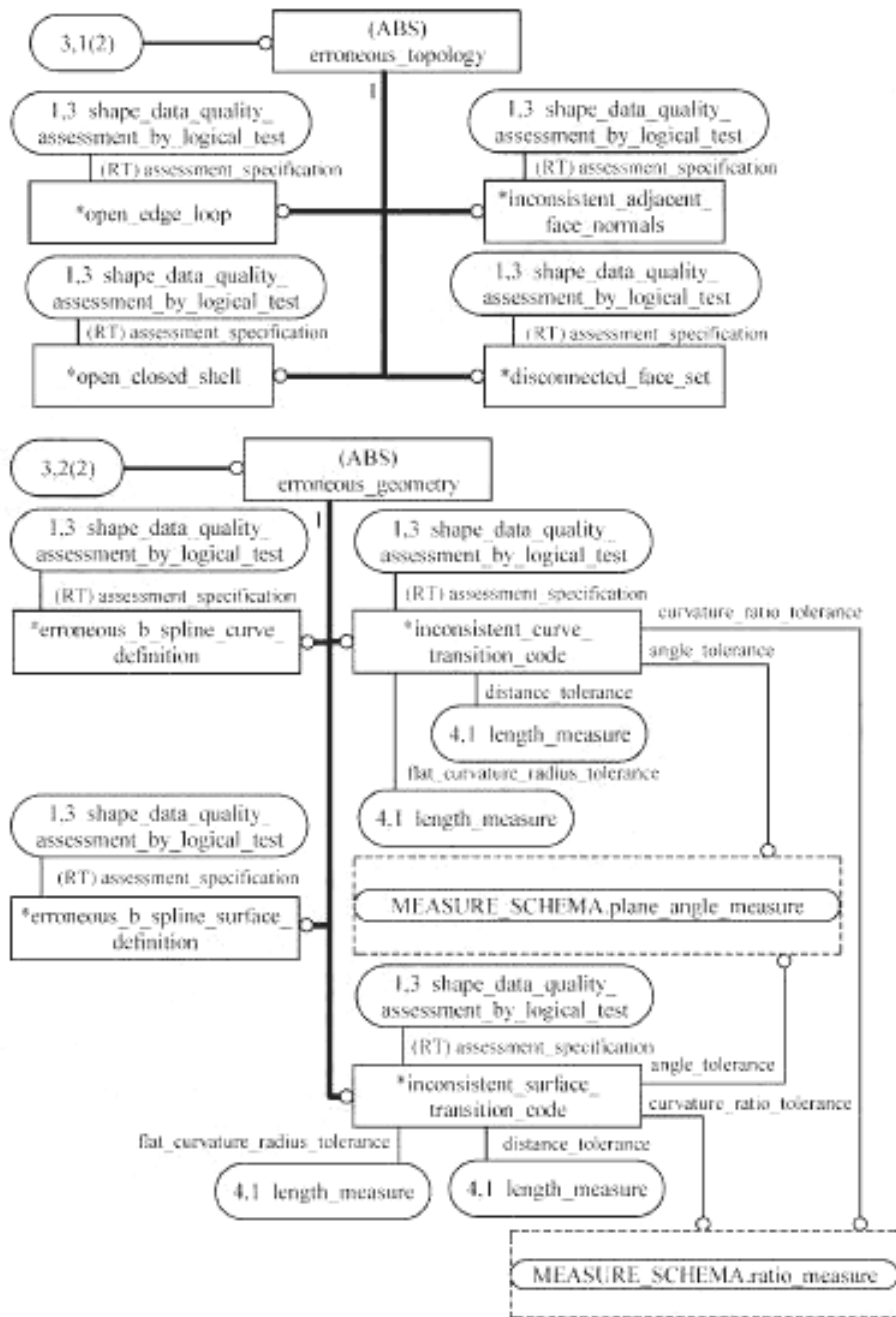 3,1(2)
(ABS)
erroneous_topology
1
1,3 shape_data_quality_
assessment_by_logical_test
1,3 shape_data_quality_
assessment_by_logical_test
(RT) assessment_specification
(RT) assessment_specification
*open_edge_loop
*inconsistent_adjacent_
face_normals
1,3 shape_data_quality_
assessment_by_logical_test
1,3 shape_data_quality_
assessment_by_logical_test
(RT) assessment_specification
(RT) assessment_specification
*open_closed_shell
*disconnected_face_set
3,2(2)
(ABS)
erroneous_geometry
1
1,3 shape_data_quality_
assessment_by_logical_test
1,3 shape_data_quality_
assessment_by_logical_test
(RT) assessment_specification
(RT) assessment_specification
curvature_ratio_tolerance
*erroneous_b_spline_curve_
definition
*inconsistent_curve_
transition_code
angle_tolerance
distance_tolerance
4,1 length_measure
flat_curvature_radius_tolerance
4,1 length_measure
1,3 shape_data_quality_
assessment_by_logical_test
(RT) assessment_specification
*erroneous_b_spline_surface_
definition
MEASURE_SCHEMA.plane_angle_measure
1,3 shape_data_quality_
assessment_by_logical_test
(RT) assessment_specification
angle_tolerance
*inconsistent_surface_
transition_code
curvature_ratio_tolerance
flat_curvature_radius_tolerance
distance_tolerance
4,1 length_measure
4,1 length_measure
MEASURE_SCHEMA.ratio_measure